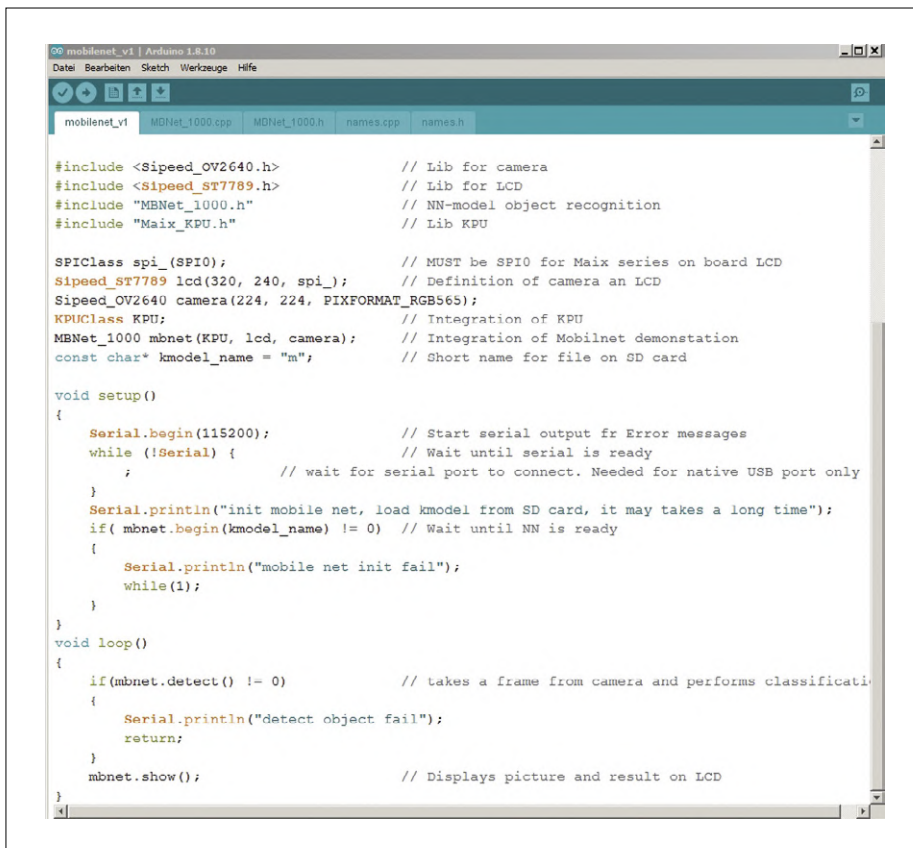 mobilenet_v1 | Arduino 1.8.10
Datei Bearbeiten Sketch Werkzeuge Hilfe
mobilenet_v1 MDNet_1000.cpp MDNet_1000.h names.cpp names.h
#include <Sipeed_OV2640.h> // Lib for camera
#include <Sipeed_ST7789.h> // Lib for LCD
#include "MBNet_1000.h" // NN-model object recognition
#include "Maix_KPU.h" // Lib KPU
SPIClass spi_(SPI0); // MUST be SPI0 for Maix series on board LCD
Sipeed_ST7789 lcd(320, 240, spi_); // Definition of camera an LCD
Sipeed_OV2640 camera(224, 224, PIXFORMAT_RGB565);
KPUClass KPU; // Integration of KPU
MBNet_1000 mbnet(KPU, lcd, camera); // Integration of Mobilnet demonstation
const char* kmodel_name = "m"; // Short name for file on SD card
void setup()
{
Serial.begin(115200); // Start serial output fr Error messages
while (!Serial) { // Wait until serial is ready
; // wait for serial port to connect. Needed for native USB port only
}
Serial.println("init mobile net, load kmodel from SD card, it may takes a long time");
if( mbnet.begin(kmodel_name) != 0) // Wait until NN is ready
{
Serial.println("mobile net init fail");
while(1);
}
}
void loop()
{
if(mbnet.detect() != 0) // takes a frame from camera and performs classificati
{
Serial.println("detect object fail");
return;
}
mbnet.show(); // Displays picture and result on LCD
}